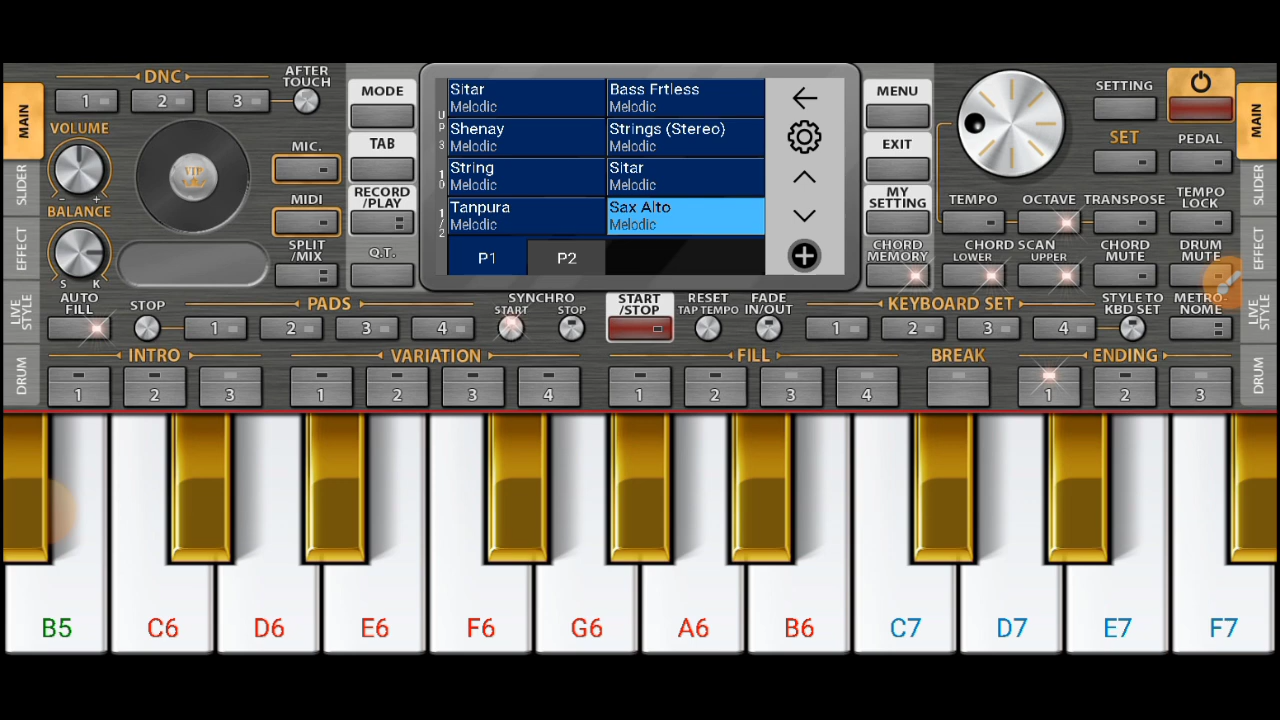 DNC
AFTER
TOUCH
1
2
3
MAIN
VOLUME
- +
SLIDER
BALANCE
S K
EFFECT
VIP
MIC.
MIDI
SPLIT
/MIX
MODE
TAB
RECORD
/PLAY
Q.T.
Up
3
10
1/2
Sitar
Melodic
Bass Frtless
Melodic
Shenay
Melodic
Strings (Stereo)
Melodic
String
Melodic
Sitar
Melodic
Tanpura
Melodic
Sax Alto
Melodic
P1
P2
MENU
EXIT
MY
SETTING
CHORD
MEMORY
SETTING
SET
PEDAL
MAIN
SLIDER
TEMPO
OCTAVE
TRANSPOSE
TEMPO
LOCK
CHORD SCAN
LOWER
UPPER
CHORD
MUTE
DRUM
MUTE
EFFECT
LIVE
STYLE
AUTO
FILL
STOP
PADS
1
2
3
4
SYNCHRO
START
STOP
START
/STOP
RESET
TAP TEMPO
FADE
IN/OUT
KEYBOARD SET
1
2
3
4
STYLE TO
KBD SET
METRO-
NOME
LIVE
STYLE
DRUM
INTRO
1
2
3
VARIATION
1
2
3
4
FILL
1
2
3
4
BREAK
ENDING
1
2
3
DRUM
B5
C6
D6
E6
F6
G6
A6
B6
C7
D7
E7
F7